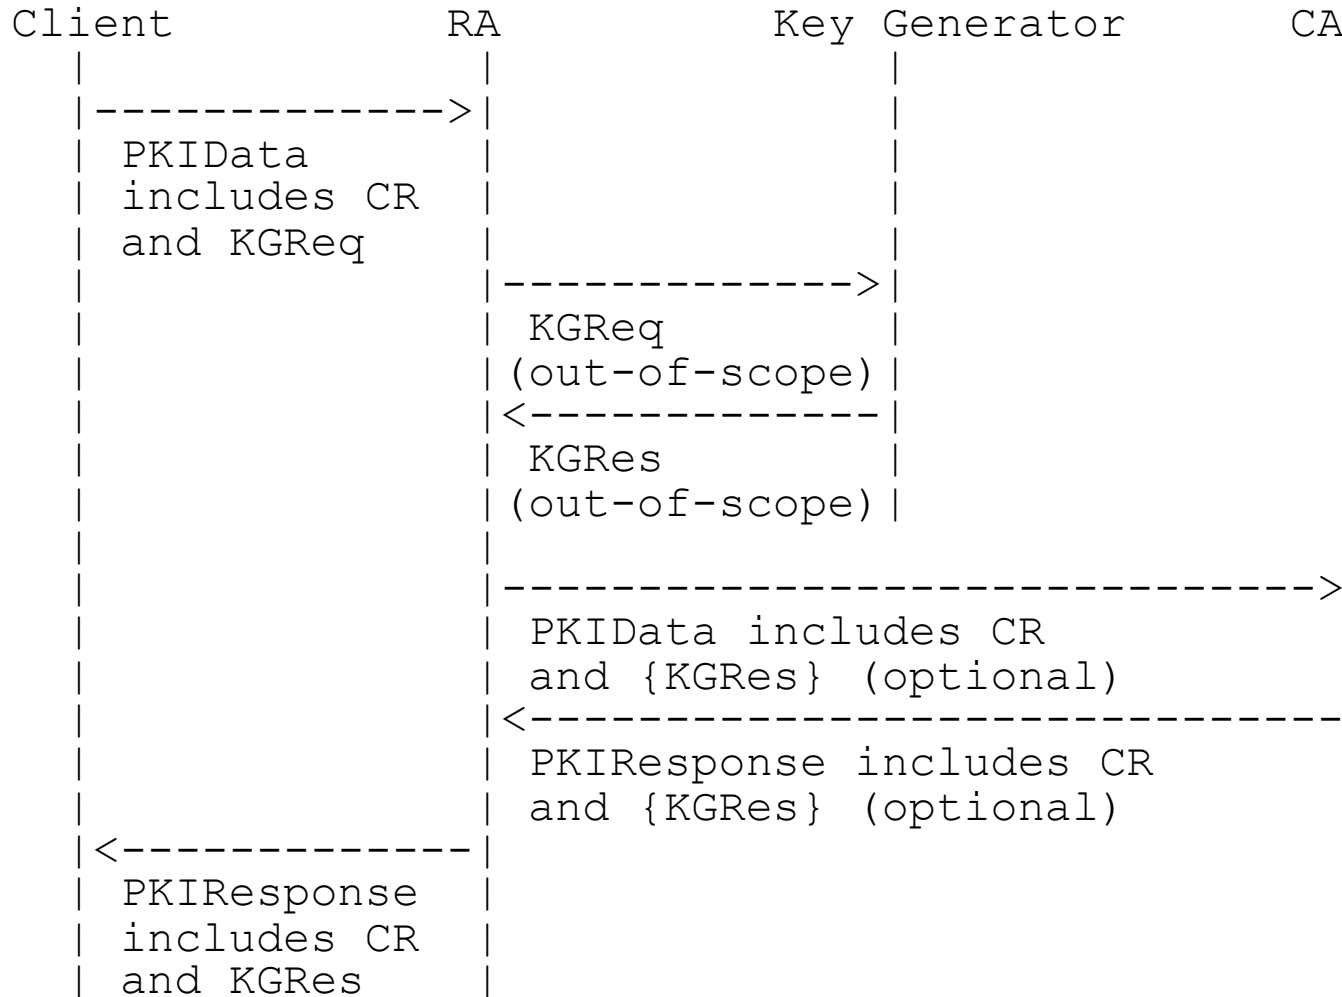 Client RA Key Generator CA
PKIData
includes CR
and KGReq
KGReq
(out-of-scope)
KGRes
(out-of-scope)
PKIData includes CR
and {KGRes} (optional)
PKIResponse includes CR
and {KGRes} (optional)
PKIResponse
includes CR
and KGRes